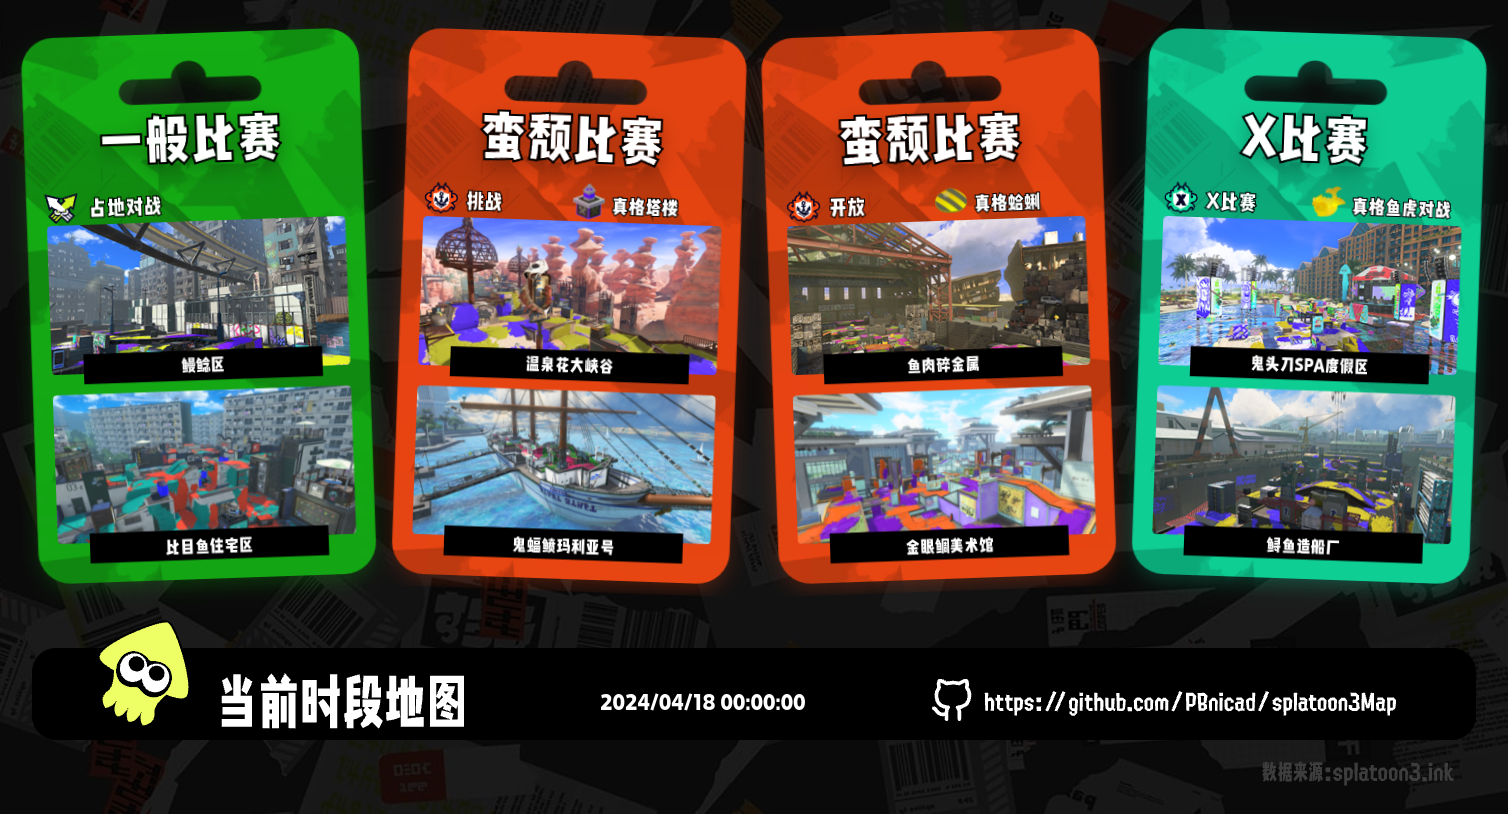 一般比赛
占地对战
鳗鲶区
比目鱼住宅区
蛮颓比赛
挑战
真格塔楼
温泉花大峡谷
鬼蝠鲼玛利亚号
蛮颓比赛
开放
真格蛤蜊
鱼肉碎金属
金眼鲷美术馆
X比赛
X比赛
真格鱼虎对战
鬼头刀SPA度假区
鲟鱼造船厂
当前时段地图
2024/04/18 00:00:00
https://github.com/PBnicad/splatoon3Map
数据来源:splatoon3.ink